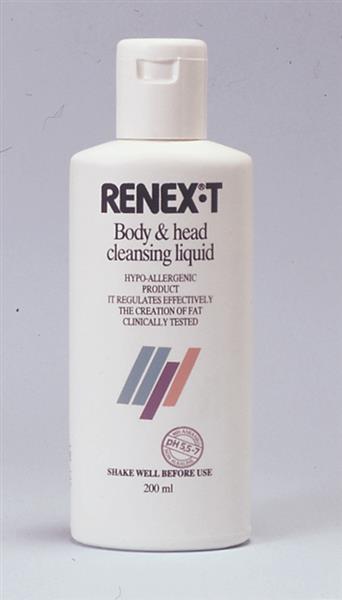 RENEX®•T
Body & head
cleansing liquid
HYPO-ALLERGENIC
PRODUCT
IT REGULATES EFFECTIVELY
THE CREATION OF FAT
CLINICALLY TESTED
pH 5,5-7
SHAKE WELL BEFORE USE
200 ml